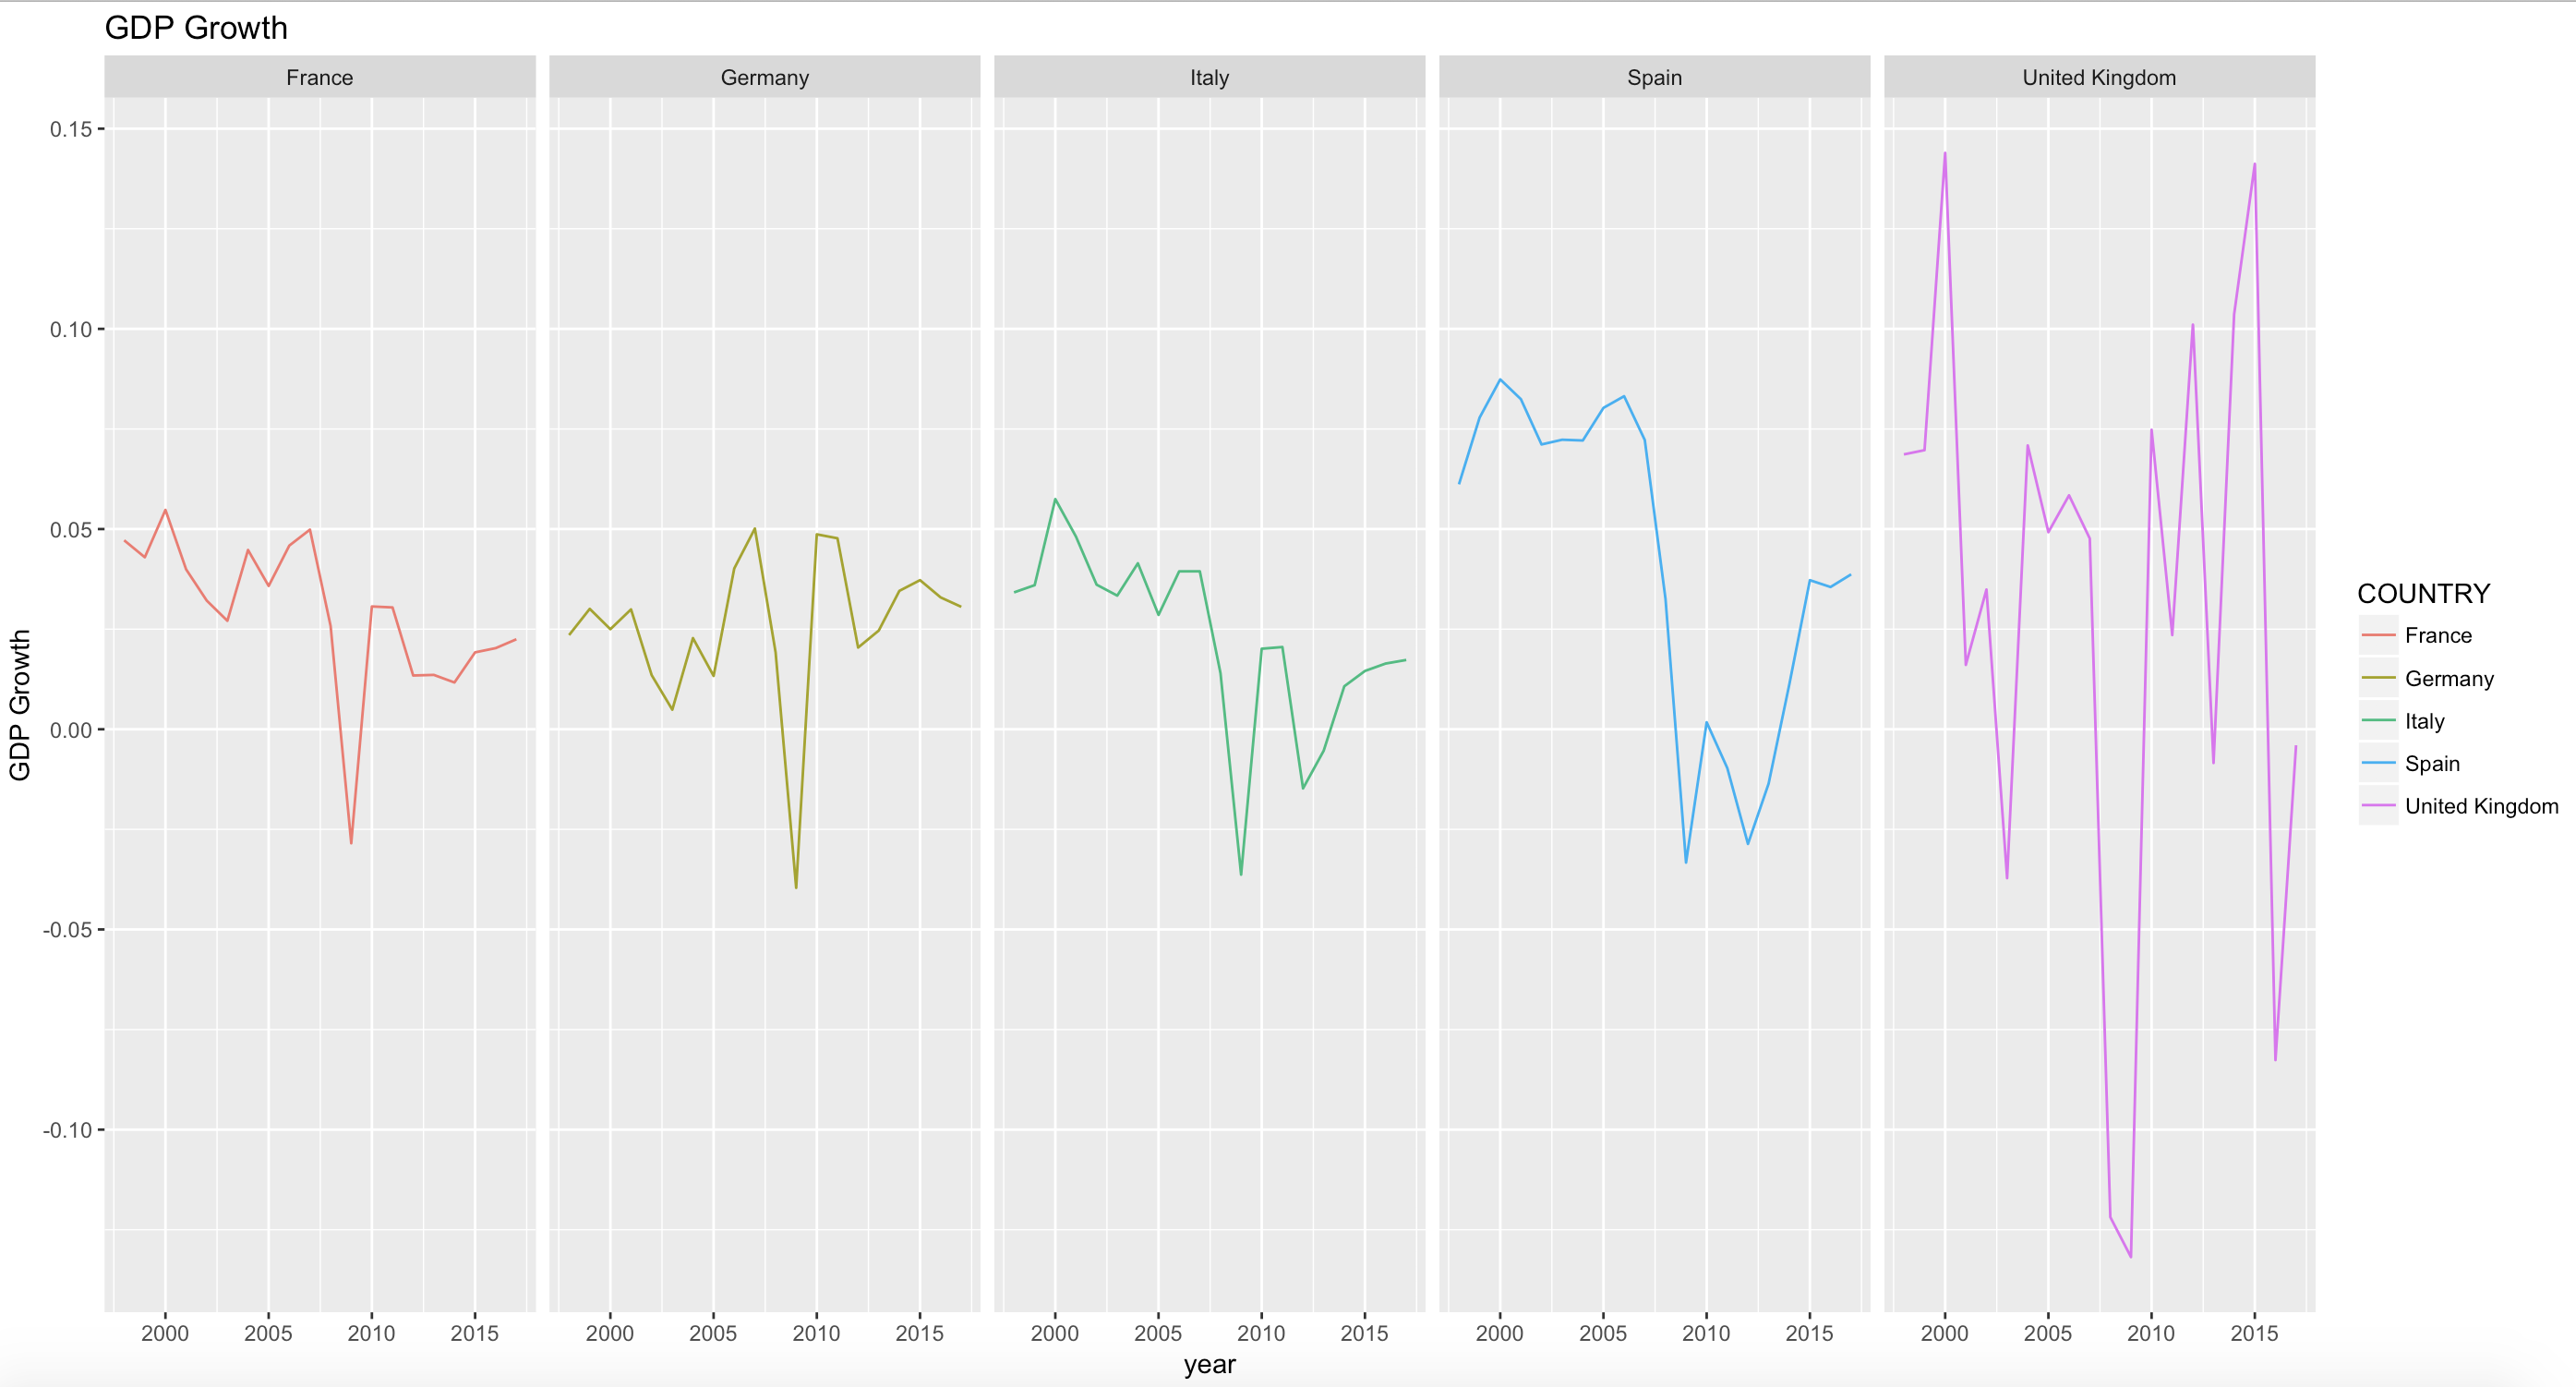 GDP Growth
France Germany Italy Spain United Kingdom
0.15
0.10
0.05
0.00
-0.05
-0.10
GDP Growth
2000 2005 2010 2015 2000 2005 2010 2015 2000 2005 2010 2015 2000 2005 2010 2015 2000 2005 2010 2015
year
COUNTRY
France
Germany
Italy
Spain
United Kingdom